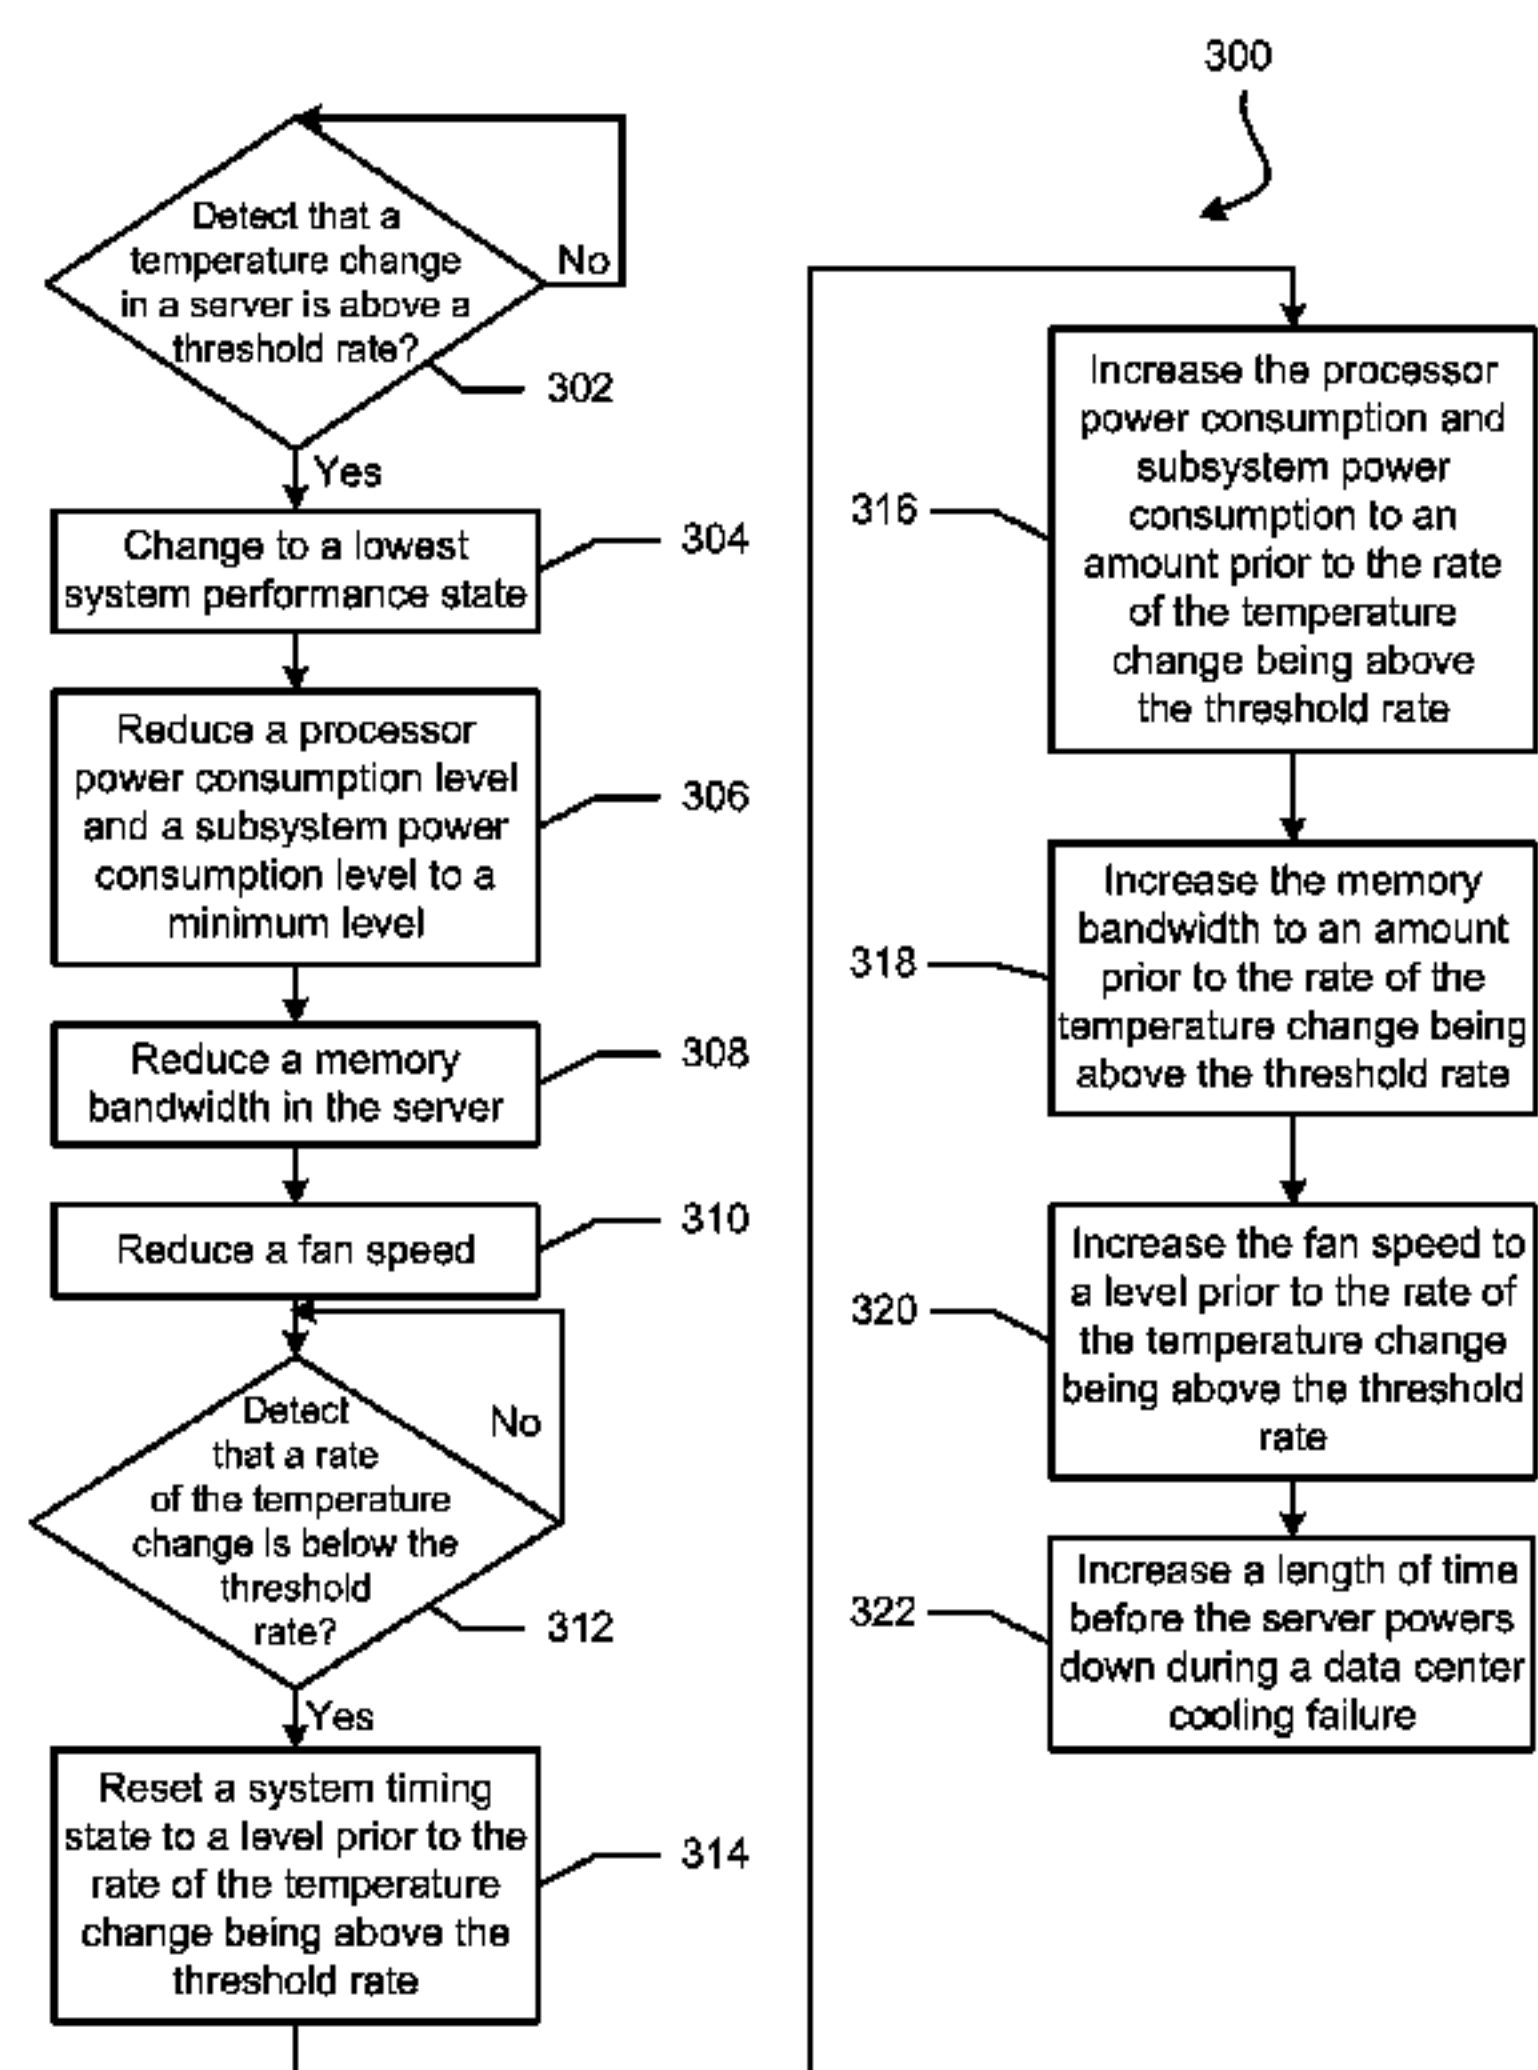 Detect that a
temperature change
in a server is above a
threshold rate?
No
302
Yes
Change to a lowest
system performance state
304
Reduce a processor
power consumption level
and a subsystem power
consumption level to a
minimum level
306
Reduce a memory
bandwidth in the server
308
Reduce a fan speed
310
Detect
that a rate
of the temperature
change is below the
threshold
rate?
No
312
Yes
Reset a system timing
state to a level prior to the
rate of the temperature
change being above the
threshold rate
314
300
Increase the processor
power consumption and
subsystem power
consumption to an
amount prior to the rate
of the temperature
change being above
the threshold rate
316
Increase the memory
bandwidth to an amount
prior to the rate of the
temperature change being
above the threshold rate
318
Increase the fan speed to
a level prior to the rate of
the temperature change
being above the threshold
rate
320
Increase a length of time
before the server powers
down during a data center
cooling failure
322